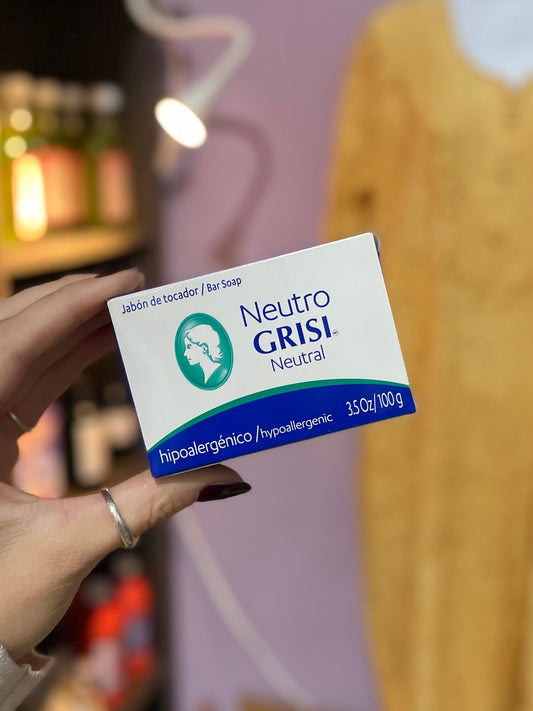 Jabón de tocador / Bar Soap
Neutro
GRISI
Neutral
hipoalergénico / hypoallergenic 3.5 Oz/100 g